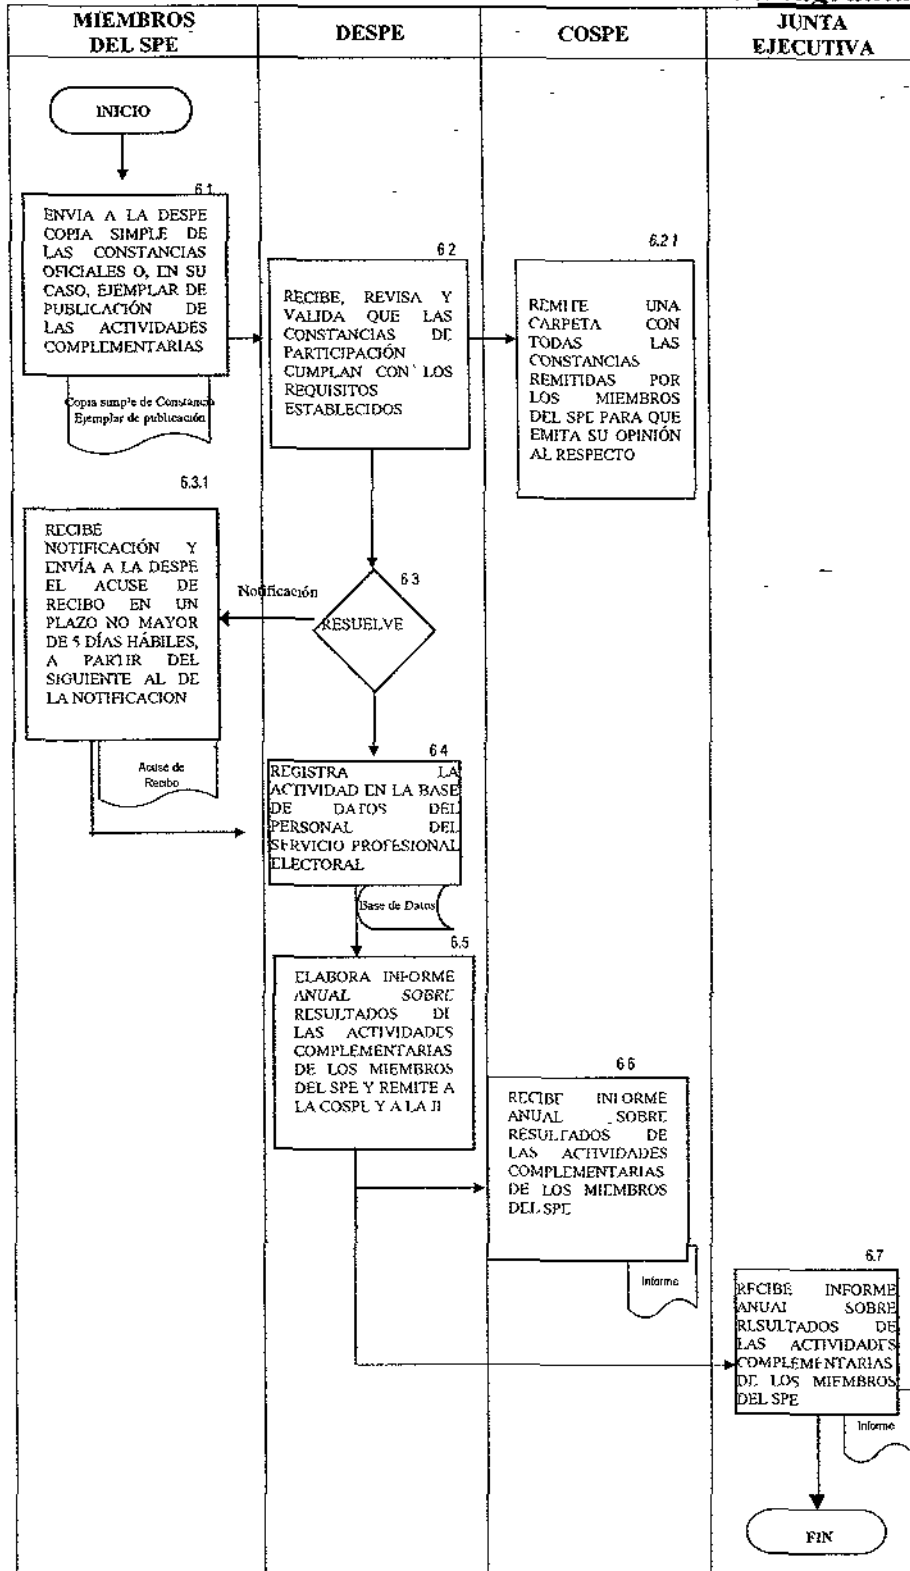 MIEMBROS
DEL SPE
DESPE
COSPE
JUNTA
EJECUTIVA
INICIO
6.1
ENVIA A LA DESPE
COPIA SIMPLE DE
LAS CONSTANCIAS
OFICIALES O, EN SU
CASO, EJEMPLAR DE
PUBLICACIÓN DE
LAS ACTIVIDADES
COMPLEMENTARIAS
Copia simple de Constancia
Ejemplar de publicación
6 2
RECIBE, REVISA Y
VALIDA QUE LAS
CONSTANCIAS DE
PARTICIPACIÓN
CUMPLAN CON LOS
REQUISITOS
ESTABLECIDOS
6.2 1
REMITE UNA
CARPETA CON
TODAS LAS
CONSTANCIAS
REMITIDAS POR
LOS MIEMBROS
DEL SPE PARA QUE
EMITA SU OPINIÓN
AL RESPECTO
6.3.1
RECIBE
NOTIFICACIÓN Y
ENVÍA A LA DESPE
EL ACUSE DE
RECIBO EN UN
PLAZO NO MAYOR
DE 5 DÍAS HÁBILES,
A PARTIR DEL
SIGUIENTE AL DE
LA NOTIFICACION
Acuse de
Recibo
Notificación
6 3
RESUELVE
6 4
REGISTRA LA
ACTIVIDAD EN LA BASE
DE DATOS DEL
PERSONAL DEL
SERVICIO PROFESIONAL
ELECTORAL
Base de Datos
6.5
ELABORA INFORME
ANUAL SOBRE
RESULTADOS DE
LAS ACTIVIDADES
COMPLEMENTARIAS
DE LOS MIEMBROS
DEL SPE Y REMITE A
LA COSPE Y A LA JE
6 6
RECIBE INFORME
ANUAL SOBRE
RESULTADOS DE
LAS ACTIVIDADES
COMPLEMENTARIAS
DE LOS MIEMBROS
DEL SPE
Informe
6.7
RECIBE INFORME
ANUAL SOBRE
RESULTADOS DE
LAS ACTIVIDADES
COMPLEMENTARIAS
DE LOS MIEMBROS
DEL SPE
Informe
FIN